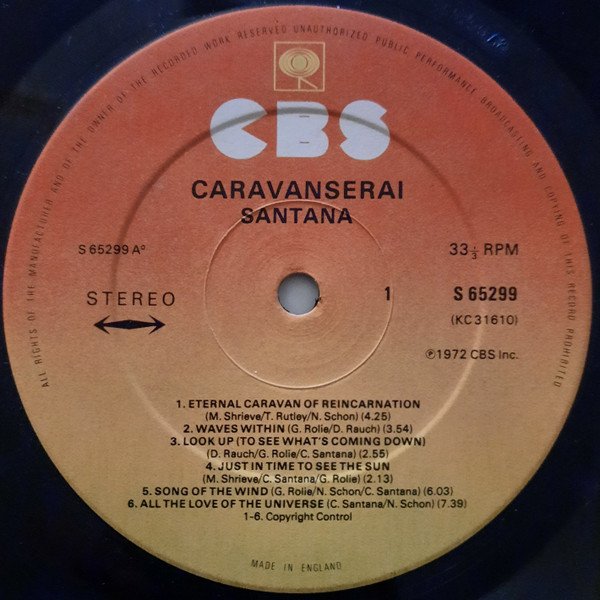 ALL RIGHTS OF THE MANUFACTURER AND OF THE OWNER OF THE RECORDED WORK RESERVED UNAUTHORIZED PUBLIC PERFORMANCE BROADCASTING AND COPYING OF THIS RECORD PROHIBITED
CBS
CARAVANSERAI
SANTANA
S 65299 Aº
33⅓ RPM
STEREO
1
S 65299
(KC31610)
℗1972 CBS Inc.
1. ETERNAL CARAVAN OF REINCARNATION
(M. Shrieve/T. Rutley/N. Schon) (4.25)
2. WAVES WITHIN (G. Rolie/D. Rauch) (3.54)
3. LOOK UP (TO SEE WHAT'S COMING DOWN)
(D. Rauch/G. Rolie/C. Santana) (2.55)
4. JUST IN TIME TO SEE THE SUN
(M. Shrieve/C. Santana/G. Rolie) (2.13)
5. SONG OF THE WIND (G. Rolie/N. Schon/C. Santana) (6.03)
6. ALL THE LOVE OF THE UNIVERSE (C. Santana/N. Schon) (7.39)
1-6. Copyright Control
MADE IN ENGLAND